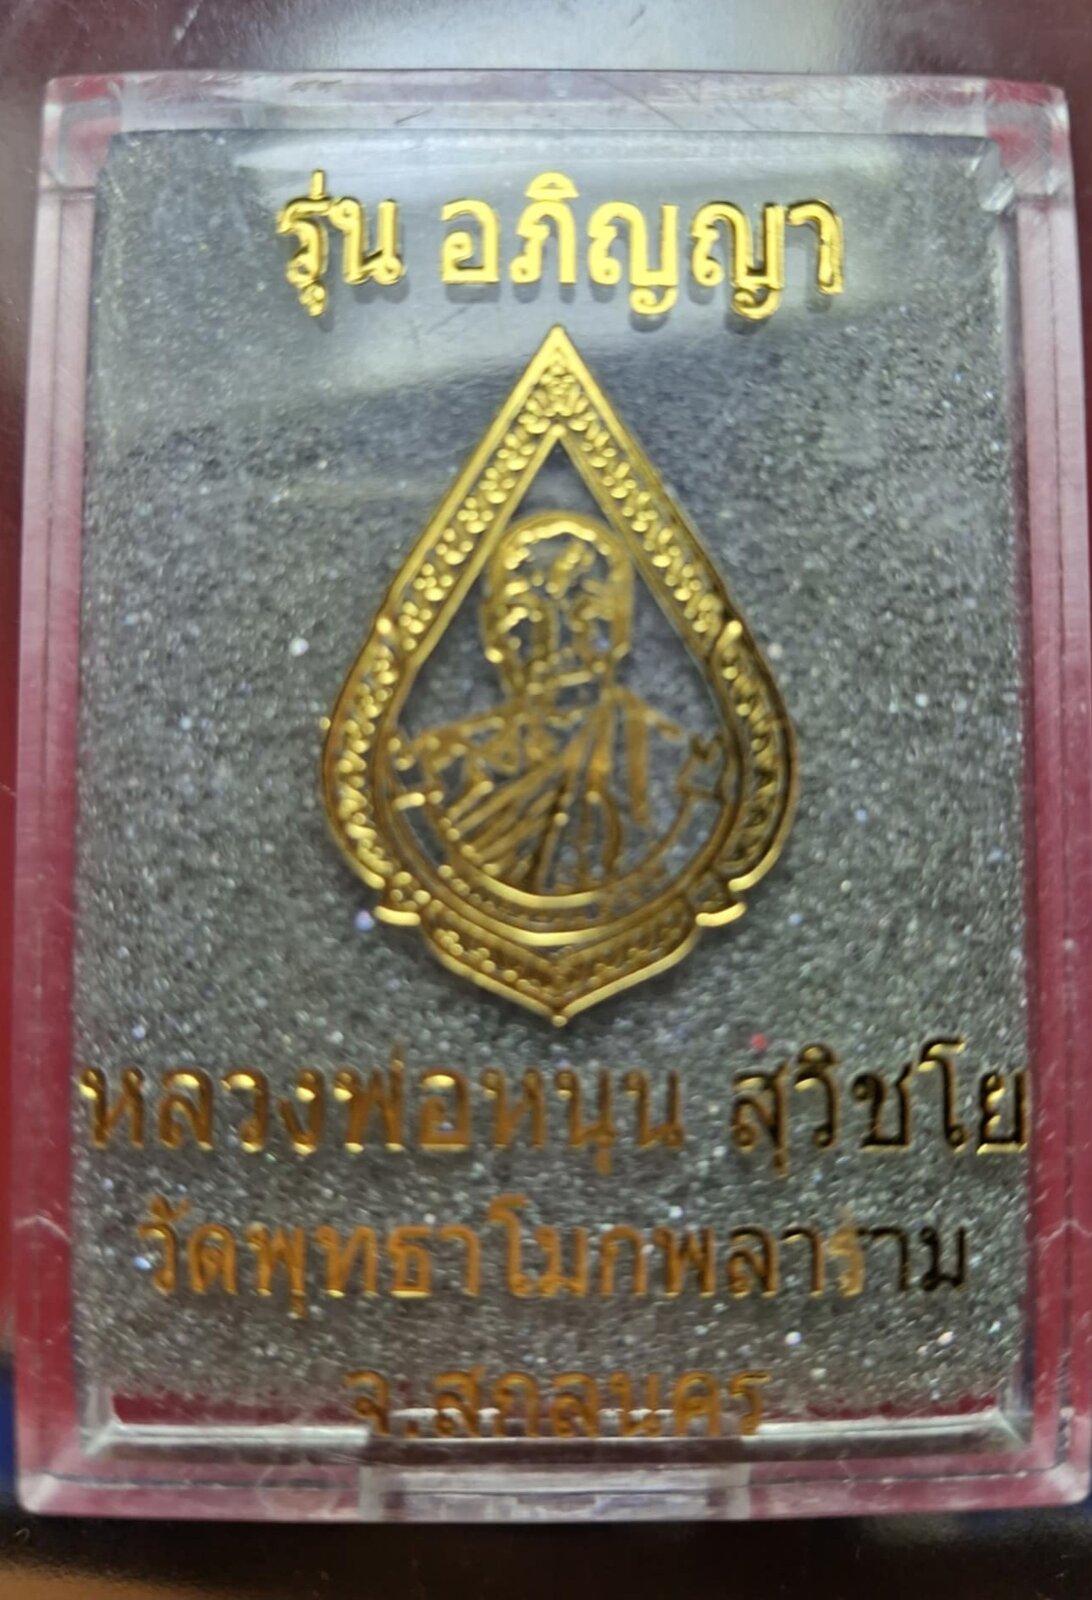 รุ่น อภิญญา
หลวงพ่อหนุน สุวิชโย
วัดพุทธโมกพลาราม
จ.สกลนคร